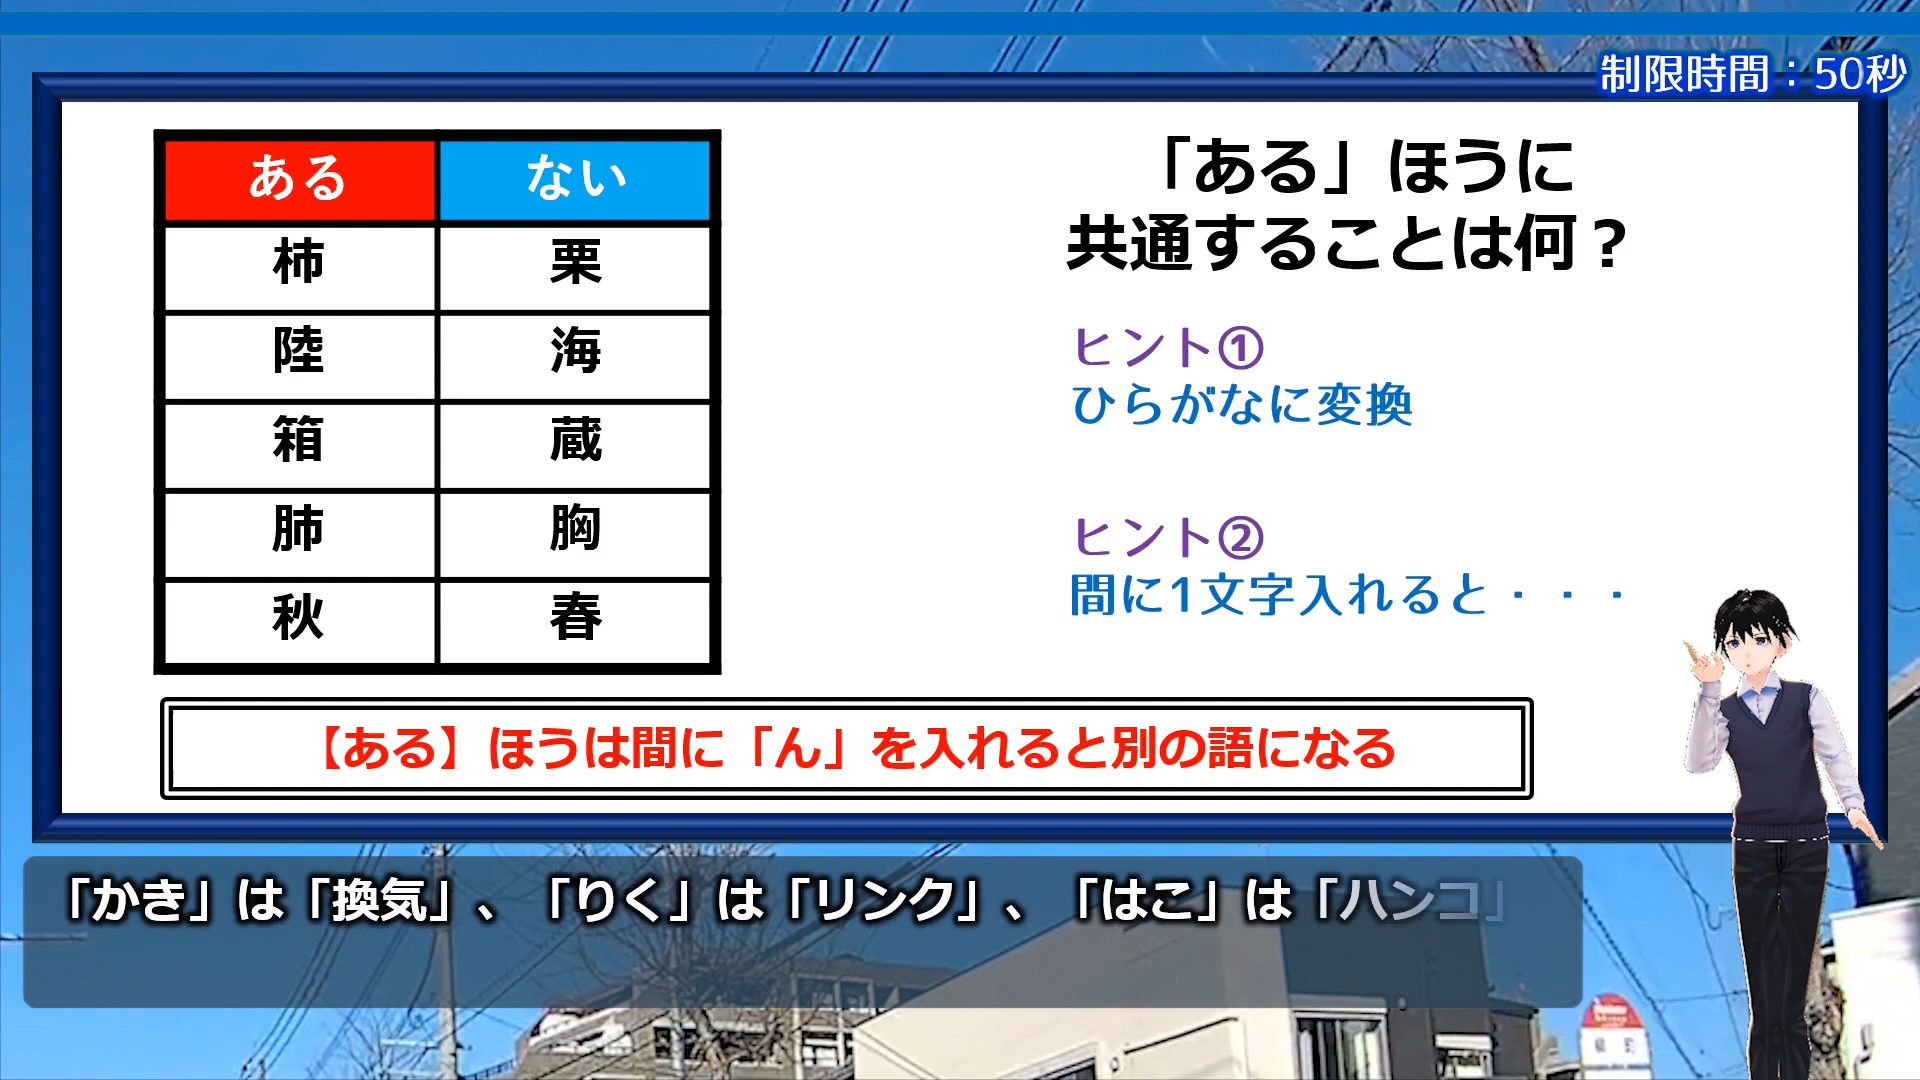 制限時間：50秒
「ある」ほうに
共通することは何？
ある ない
柿 栗
陸 海
箱 蔵
肺 胸
秋 春
ヒント①
ひらがなに変換
ヒント②
間に1文字入れると・・・
【ある】ほうは間に「ん」を入れると別の語になる
「かき」は「換気」、「りく」は「リンク」、「はこ」は「ハンコ」